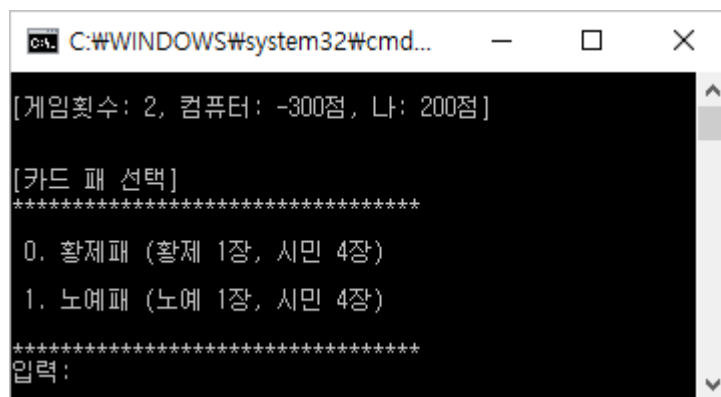 C:₩WINDOWS₩system32₩cmd...
[게임횟수: 2, 컴퓨터: -300점, 나: 200점]
[카드 패 선택]
**********************************
0. 황제패 (황제 1장, 시민 4장)
1. 노예패 (노예 1장, 시민 4장)
**********************************
입력: